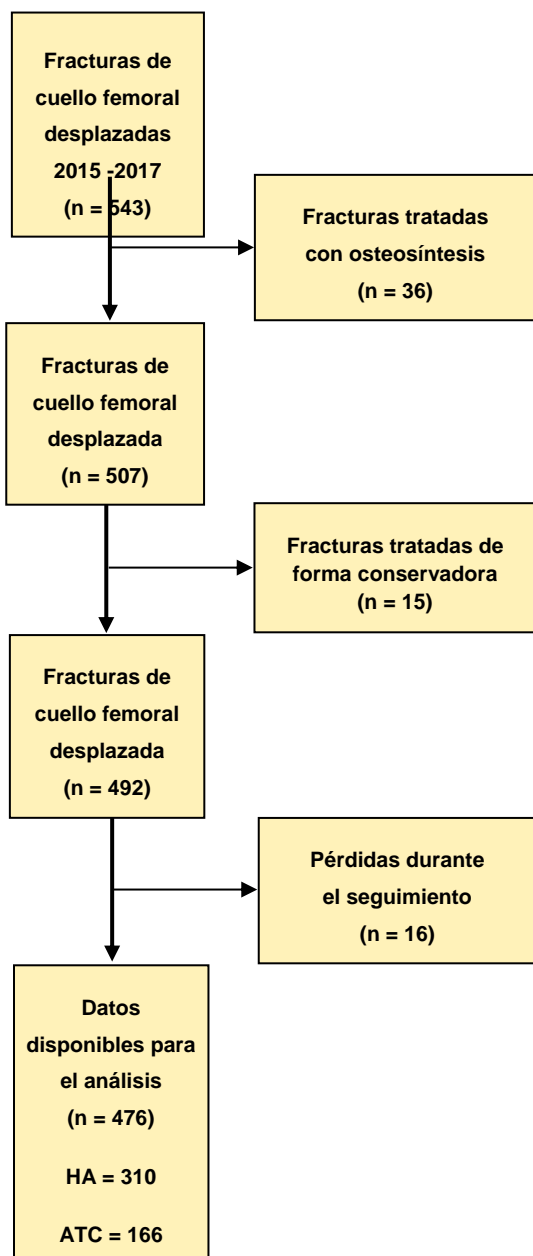 Fracturas de
cuello femoral
desplazadas
2015 -2017
(n = 543)
Fracturas tratadas
con osteosíntesis
(n = 36)
Fracturas de
cuello femoral
desplazada
(n = 507)
Fracturas tratadas de
forma conservadora
(n = 15)
Fracturas de
cuello femoral
desplazada
(n = 492)
Pérdidas durante
el seguimiento
(n = 16)
Datos
disponibles para
el análisis
(n = 476)
HA = 310
ATC = 166